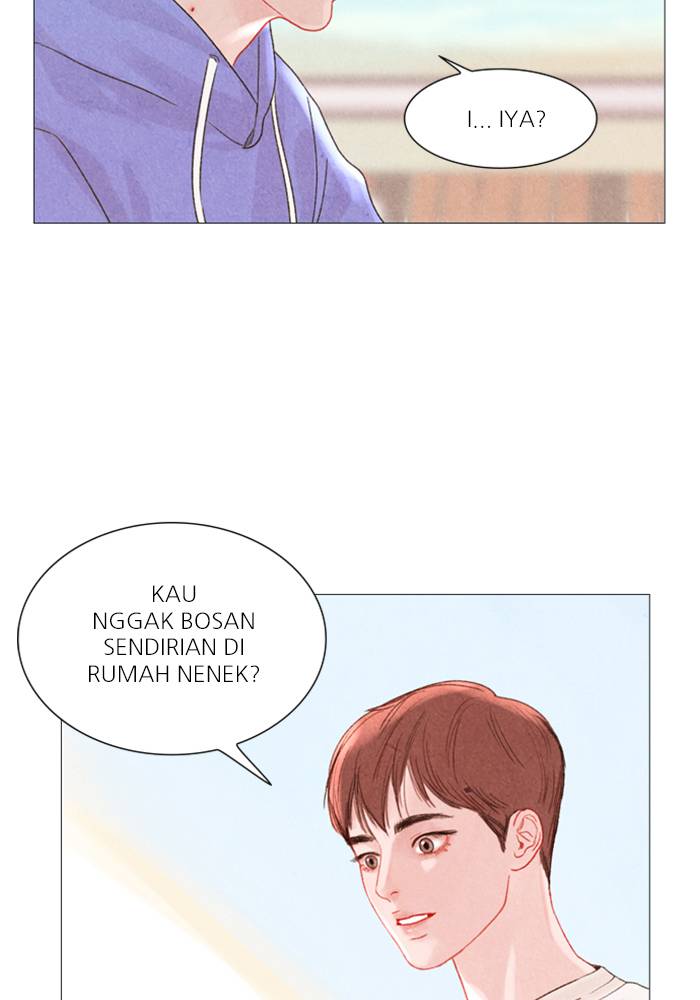 I... IYA?
KAU
NGGAK BOSAN
SENDIRIAN DI
RUMAH NENEK?